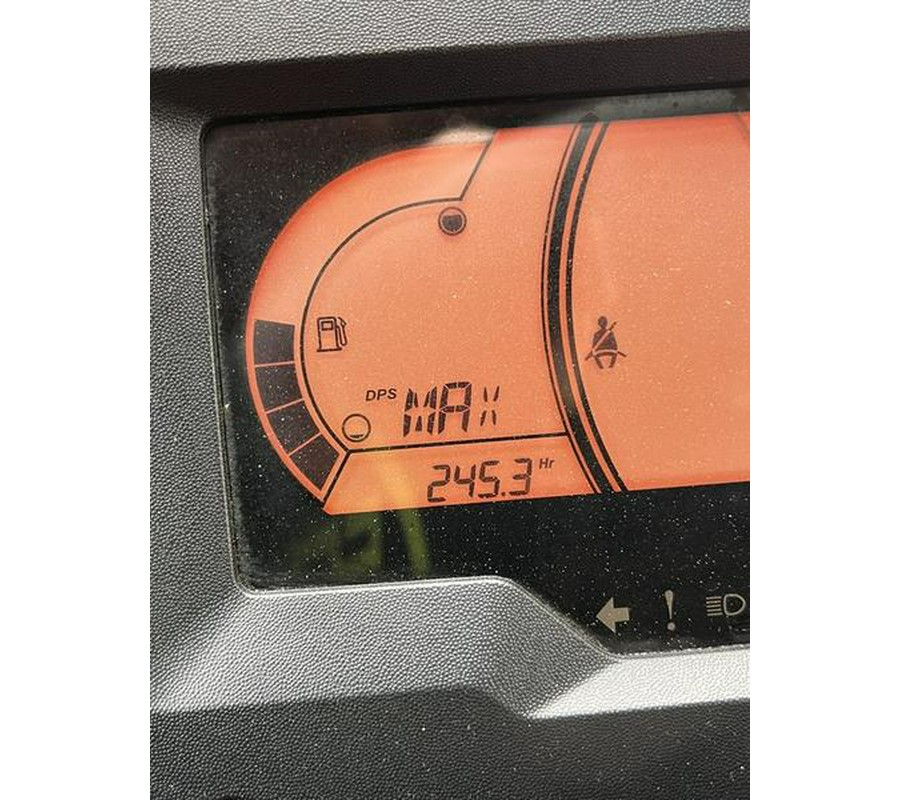 DPS MAX
245.3 Hr